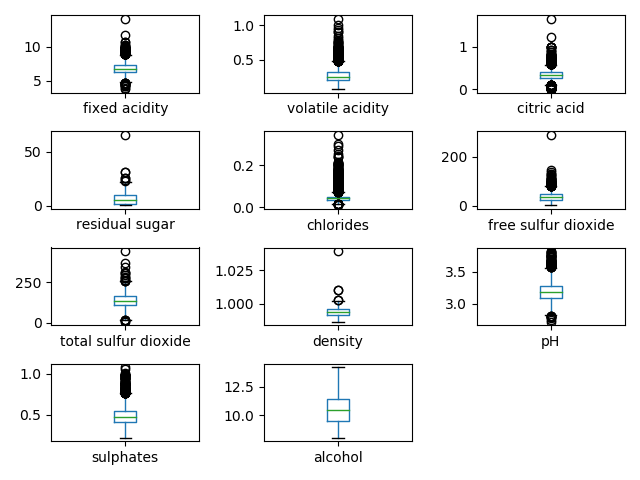 10
5
fixed acidity
1.0
0.5
volatile acidity
1
0
citric acid
50
0
residual sugar
0.2
0.0
chlorides
200
0
free sulfur dioxide
250
0
total sulfur dioxide
1.025
1.000
density
3.5
3.0
pH
1.0
0.5
sulphates
12.5
10.0
alcohol